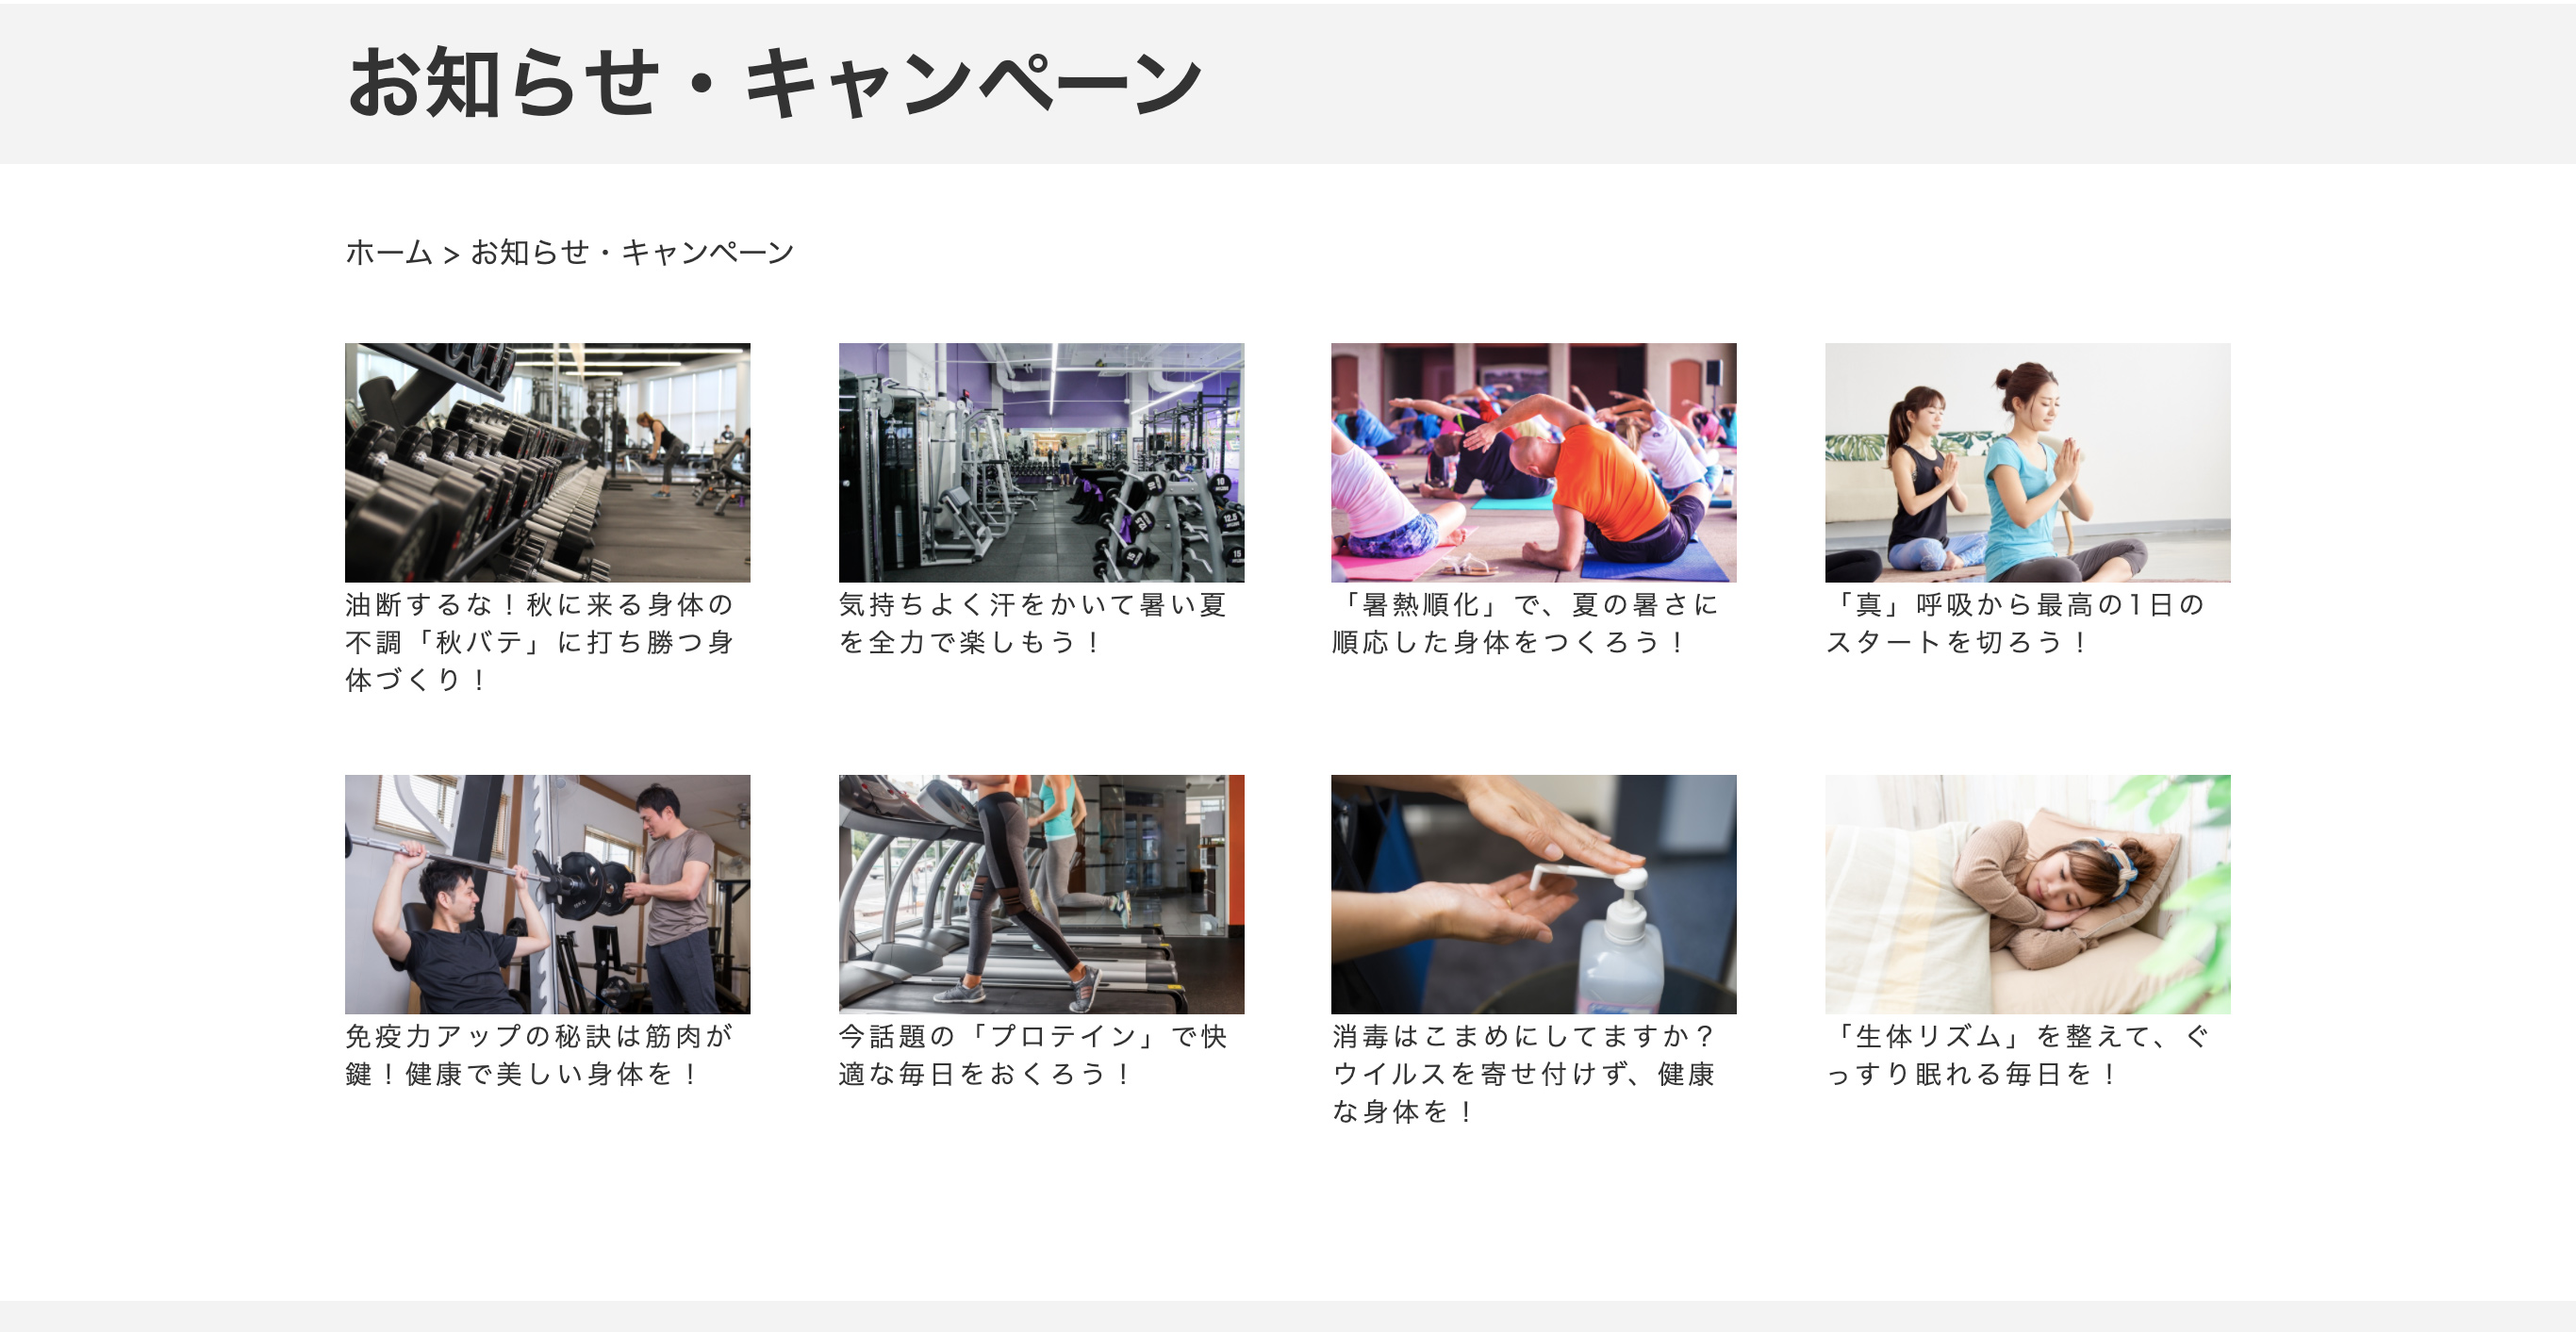 お知らせ・キャンペーン
ホーム > お知らせ・キャンペーン
油断するな！秋に来る身体の
不調「秋バテ」に打ち勝つ身
体づくり！
気持ちよく汗をかいて暑い夏
を全力で楽しもう！
「暑熱順化」で、夏の暑さに
順応した身体をつくろう！
「真」呼吸から最高の1日の
スタートを切ろう！
免疫力アップの秘訣は筋肉が
鍵！健康で美しい身体を！
今話題の「プロテイン」で快
適な毎日をおくろう！
消毒はこまめにしてますか？
ウイルスを寄せ付けず、健康
な身体を！
「生体リズム」を整えて、ぐ
っすり眠れる毎日を！